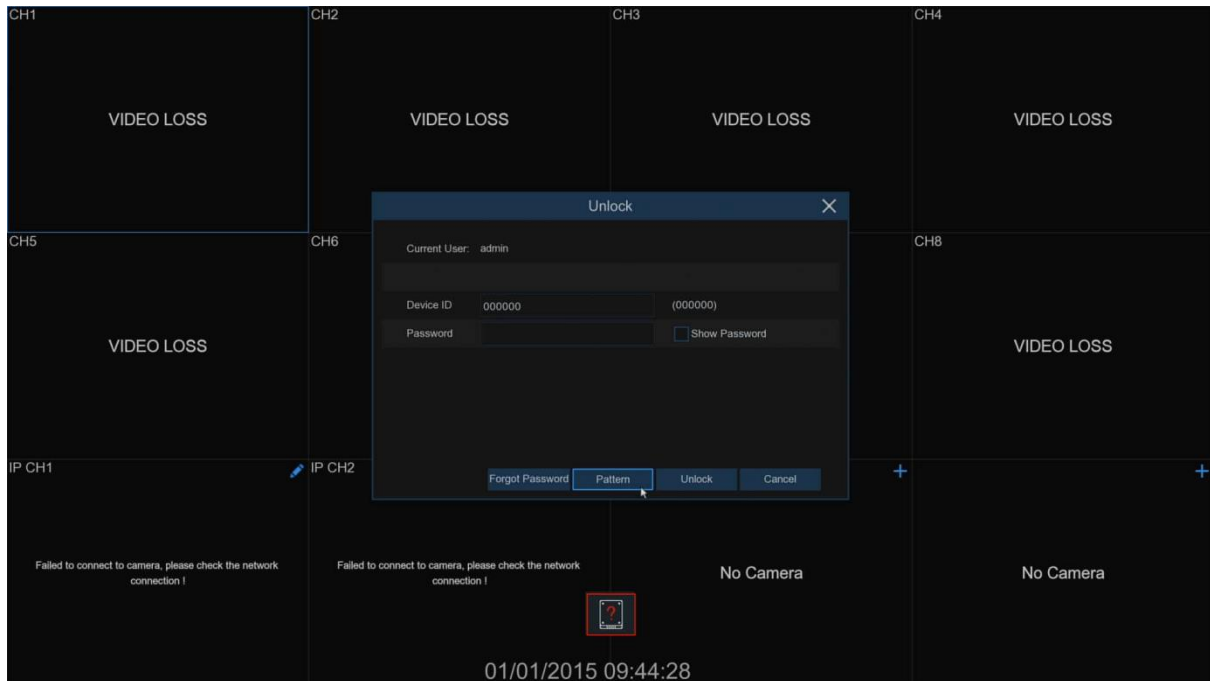 CH1
CH2
CH3
CH4
VIDEO LOSS
VIDEO LOSS
VIDEO LOSS
VIDEO LOSS
Unlock
CH5
CH6
CH8
Current User: admin
Device ID 000000 (000000)
Password Show Password
VIDEO LOSS
VIDEO LOSS
Forgot Password Pattern Unlock Cancel
IP CH1
IP CH2
Failed to connect to camera, please check the network
connection !
Failed to connect to camera, please check the network
connection !
No Camera
No Camera
?
01/01/2015 09:44:28